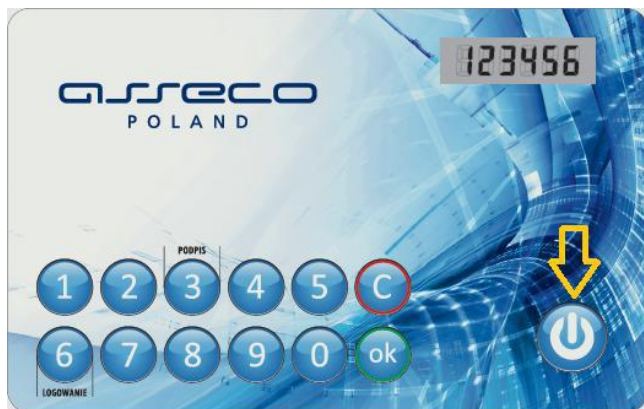 123456
asseco
POLAND
PODPIS
1 2 3 4 5 C
6 7 8 9 0 ok
LOGOWANIE